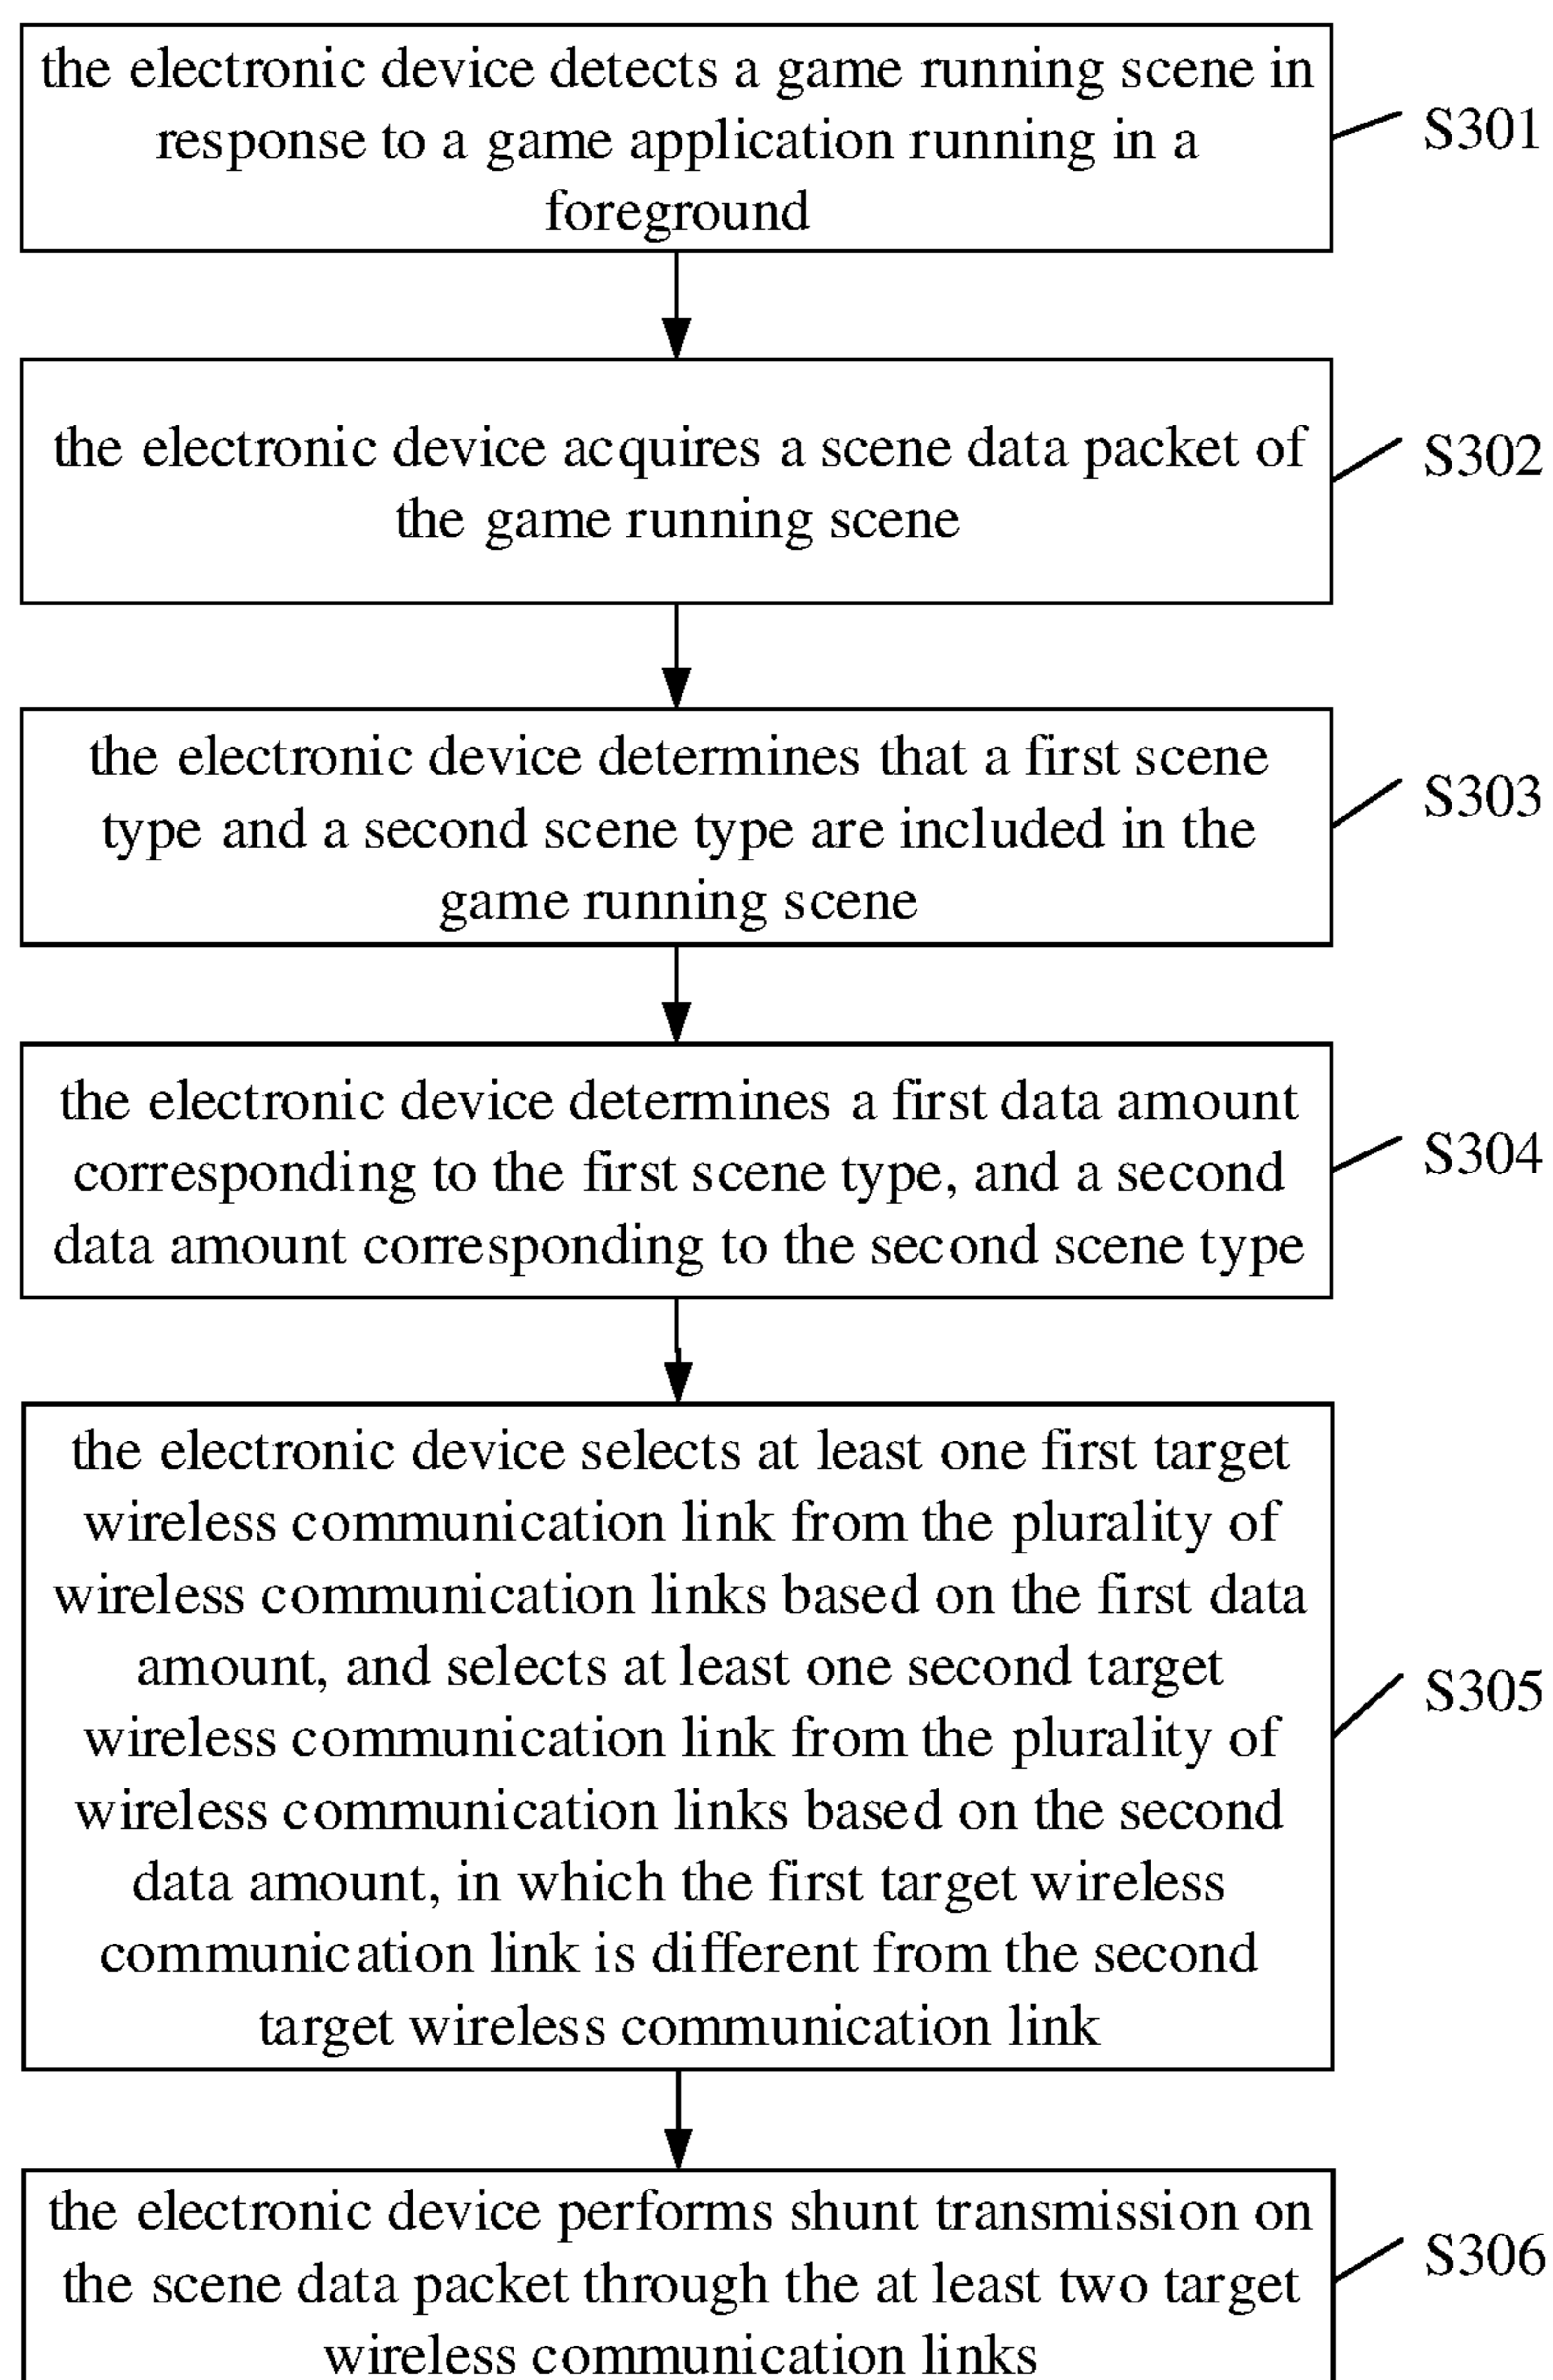 the electronic device detects a game running scene in
response to a game application running in a
foreground
S301
the electronic device acquires a scene data packet of
the game running scene
S302
the electronic device determines that a first scene
type and a second scene type are included in the
game running scene
S303
the electronic device determines a first data amount
corresponding to the first scene type, and a second
data amount corresponding to the second scene type
S304
the electronic device selects at least one first target
wireless communication link from the plurality of
wireless communication links based on the first data
amount, and selects at least one second target
wireless communication link from the plurality of
wireless communication links based on the second
data amount, in which the first target wireless
communication link is different from the second
target wireless communication link
S305
the electronic device performs shunt transmission on
the scene data packet through the at least two target
wireless communication links
S306